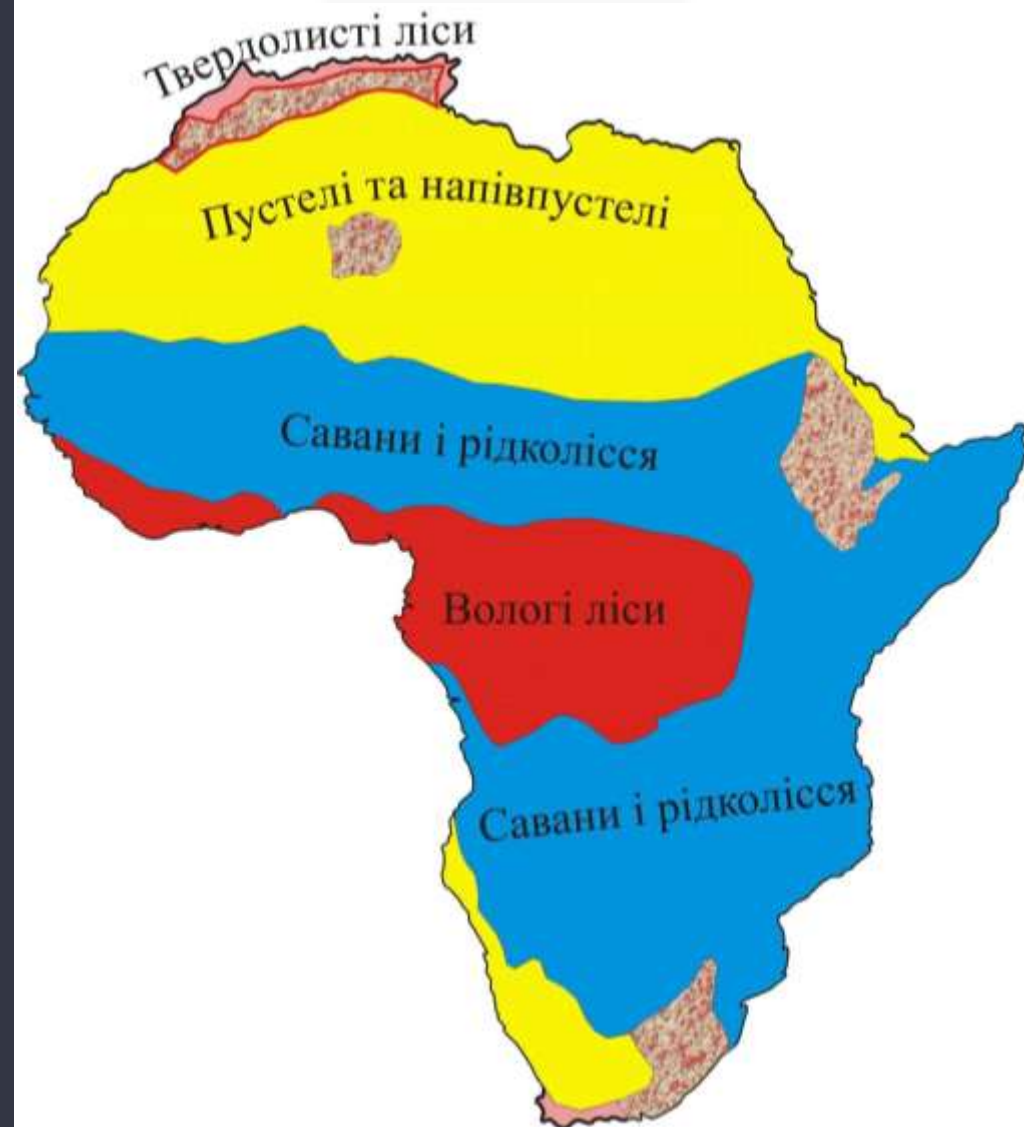 Твердолисті ліси
Пустелі та напівпустелі
Савани і рідколісся
Вологі ліси
Савани і рідколісся